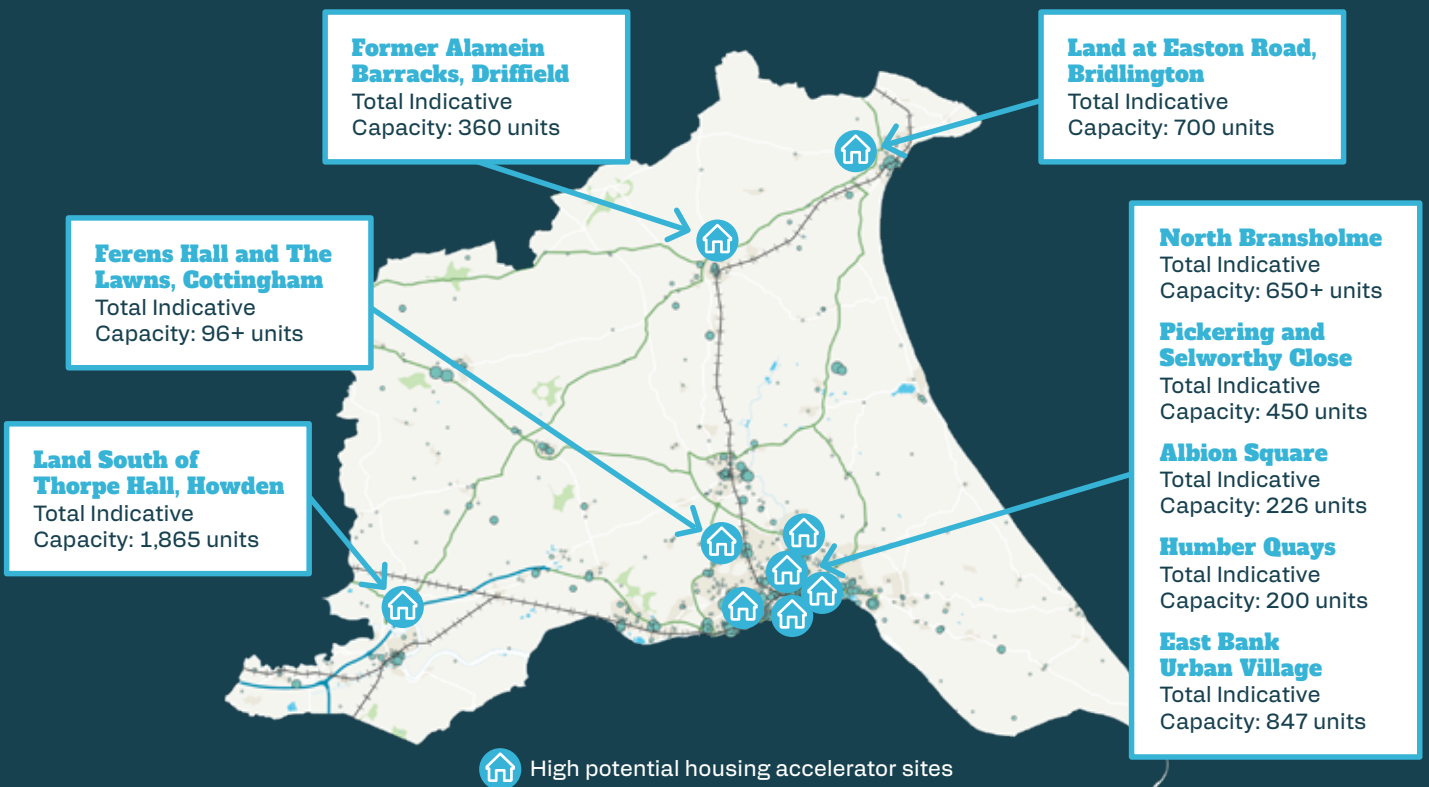 Former Alamein
Barracks, Driffield
Total Indicative
Capacity: 360 units
Land at Easton Road,
Bridlington
Total Indicative
Capacity: 700 units
Ferens Hall and The
Lawns, Cottingham
Total Indicative
Capacity: 96+ units
Land South of
Thorpe Hall, Howden
Total Indicative
Capacity: 1,865 units
North Bransholme
Total Indicative
Capacity: 650+ units
Pickering and
Selworthy Close
Total Indicative
Capacity: 450 units
Albion Square
Total Indicative
Capacity: 226 units
Humber Quays
Total Indicative
Capacity: 200 units
East Bank
Urban Village
Total Indicative
Capacity: 847 units
High potential housing accelerator sites